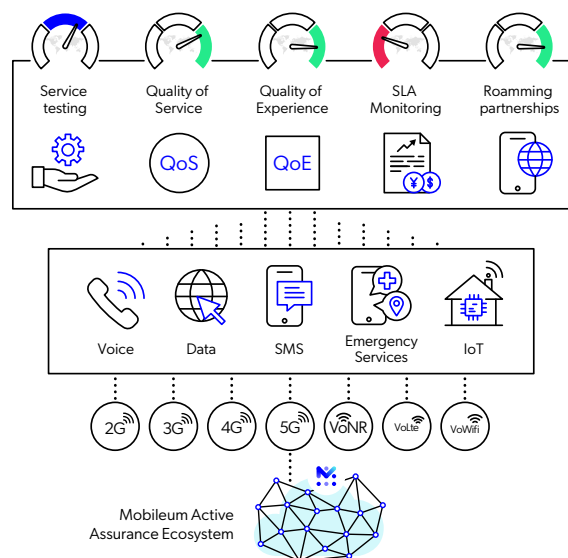 Service
testing
Quality of
Service
Quality of
Experience
SLA
Monitoring
Roamming
partnerships
QoS
QoE
¥ $
Voice
Data
SMS
Emergency
Services
IoT
2G
3G
4G
5G
VoNR
VoLte
VoWifi
Mobileum Active
Assurance Ecosystem